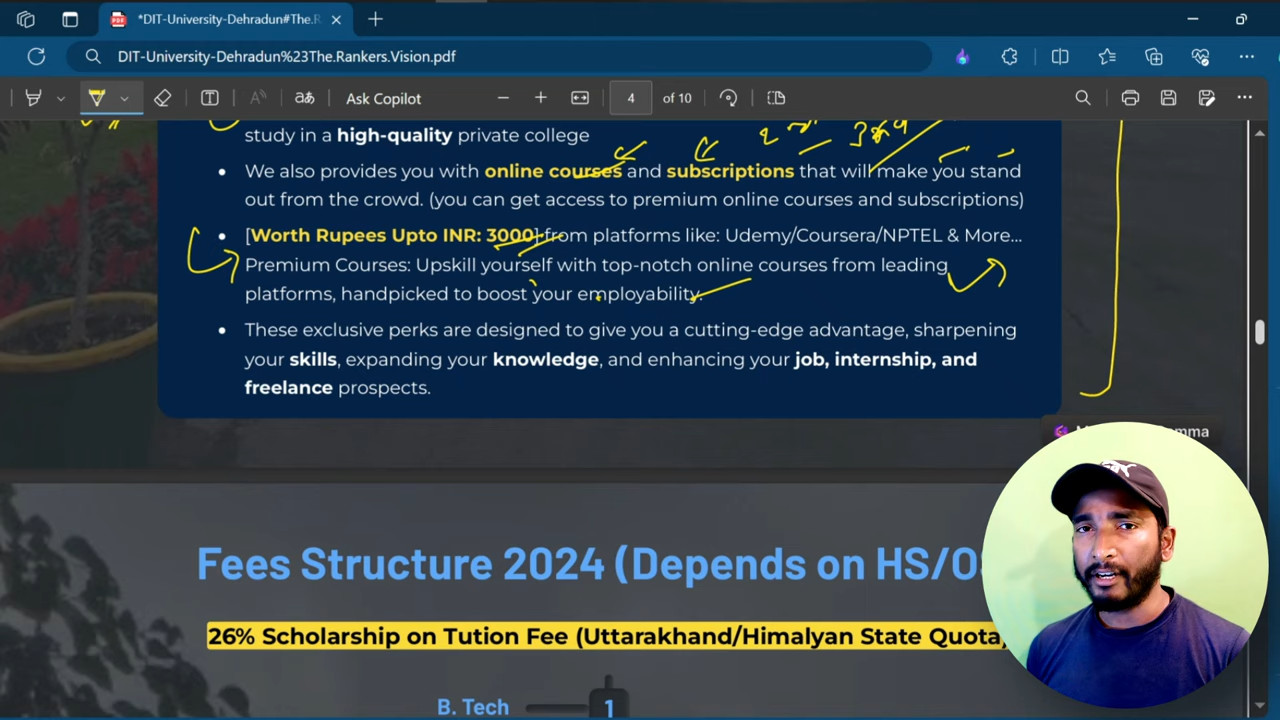 *DIT-University-Dehradun#The.R
DIT-University-Dehradun%23The.Rankers.Vision.pdf
Ask Copilot
4 of 10
study in a high-quality private college
2nd 3rd
We also provides you with online courses and subscriptions that will make you stand
out from the crowd. (you can get access to premium online courses and subscriptions)
[Worth Rupees Upto INR: 3000] from platforms like: Udemy/Coursera/NPTEL & More...
Premium Courses: Upskill yourself with top-notch online courses from leading
platforms, handpicked to boost your employability.
These exclusive perks are designed to give you a cutting-edge advantage, sharpening
your skills, expanding your knowledge, and enhancing your job, internship, and
freelance prospects.
Fees Structure 2024 (Depends on HS/O
26% Scholarship on Tution Fee (Uttarakhand/Himalyan State Quota)
B. Tech 1